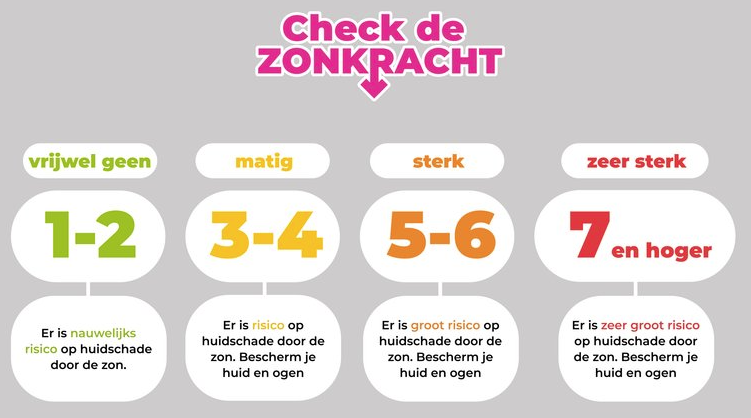 Check de
ZONKRACHT
vrijwel geen
1-2
Er is nauwelijks
risico op huidschade
door de zon.
matig
3-4
Er is risico op
huidschade door de
zon. Bescherm je
huid en ogen
sterk
5-6
Er is groot risico op
huidschade door de
zon. Bescherm je
huid en ogen
zeer sterk
7 en hoger
Er is zeer groot risico
op huidschade door
de zon. Bescherm je
huid en ogen